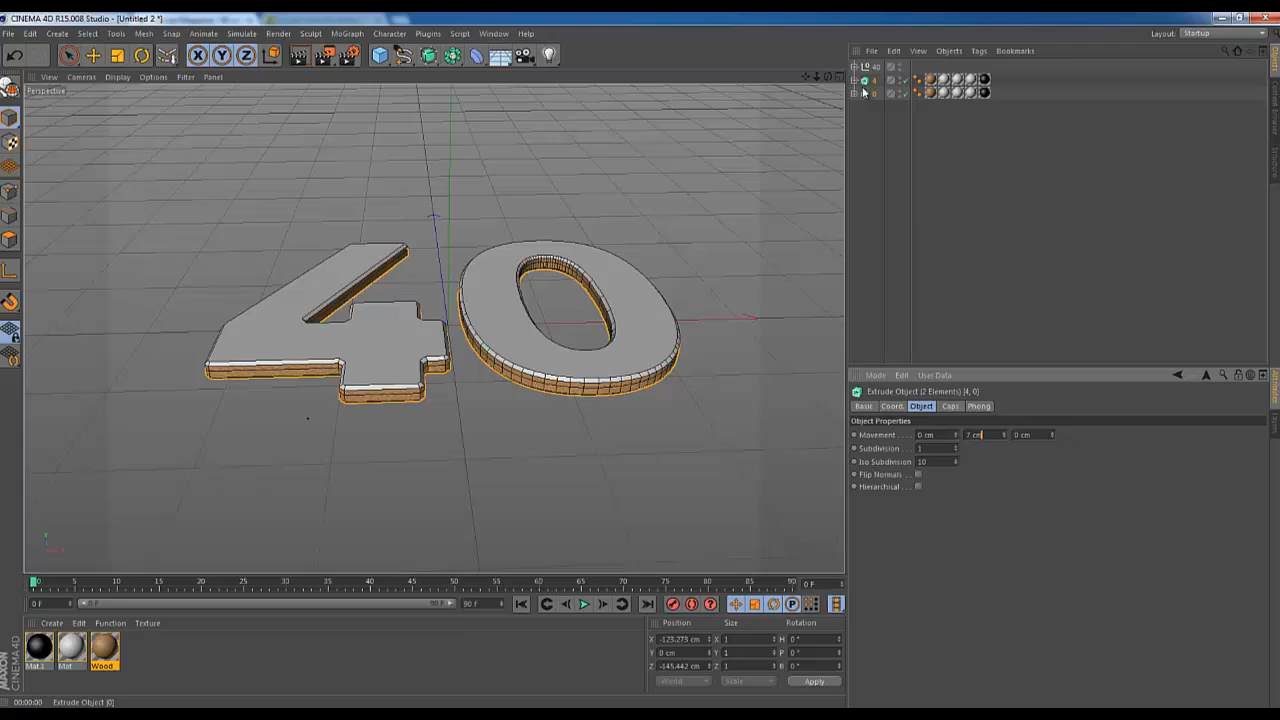 CINEMA 4D R15.008 Studio - [Untitled 2 *]
File Edit Create Select Tools Mesh Snap Animate Simulate Render Sculpt MoGraph Character Plugins Script Window Help
Layout: Startup
X Y Z
File Edit View Objects Tags Bookmarks
View Cameras Display Options Filter Panel
Perspective
40
4
0
Mode Edit User Data
Extrude Object (2 Elements) [4, 0]
Basic Coord. Object Caps Phong
Object Properties
Movement . . . . 0 cm 7 cm 0 cm
Subdivision . . . 1
Iso Subdivision 10
Flip Normals . .
Hierarchical . . .
0 5 10 15 20 25 30 35 40 45 50 55 60 65 70 75 80 85 90 0 F
0 F 0 F 90 F 90 F
Create Edit Function Texture
Mat.1 Mat Wood
Position Size Rotation
X -123.273 cm X 1 H 0 °
Y 0 cm Y 1 P 0 °
Z -145.442 cm Z 1 B 0 °
World Scale Apply
MAXON CINEMA 4D
00:00:00 Extrude Object [0]